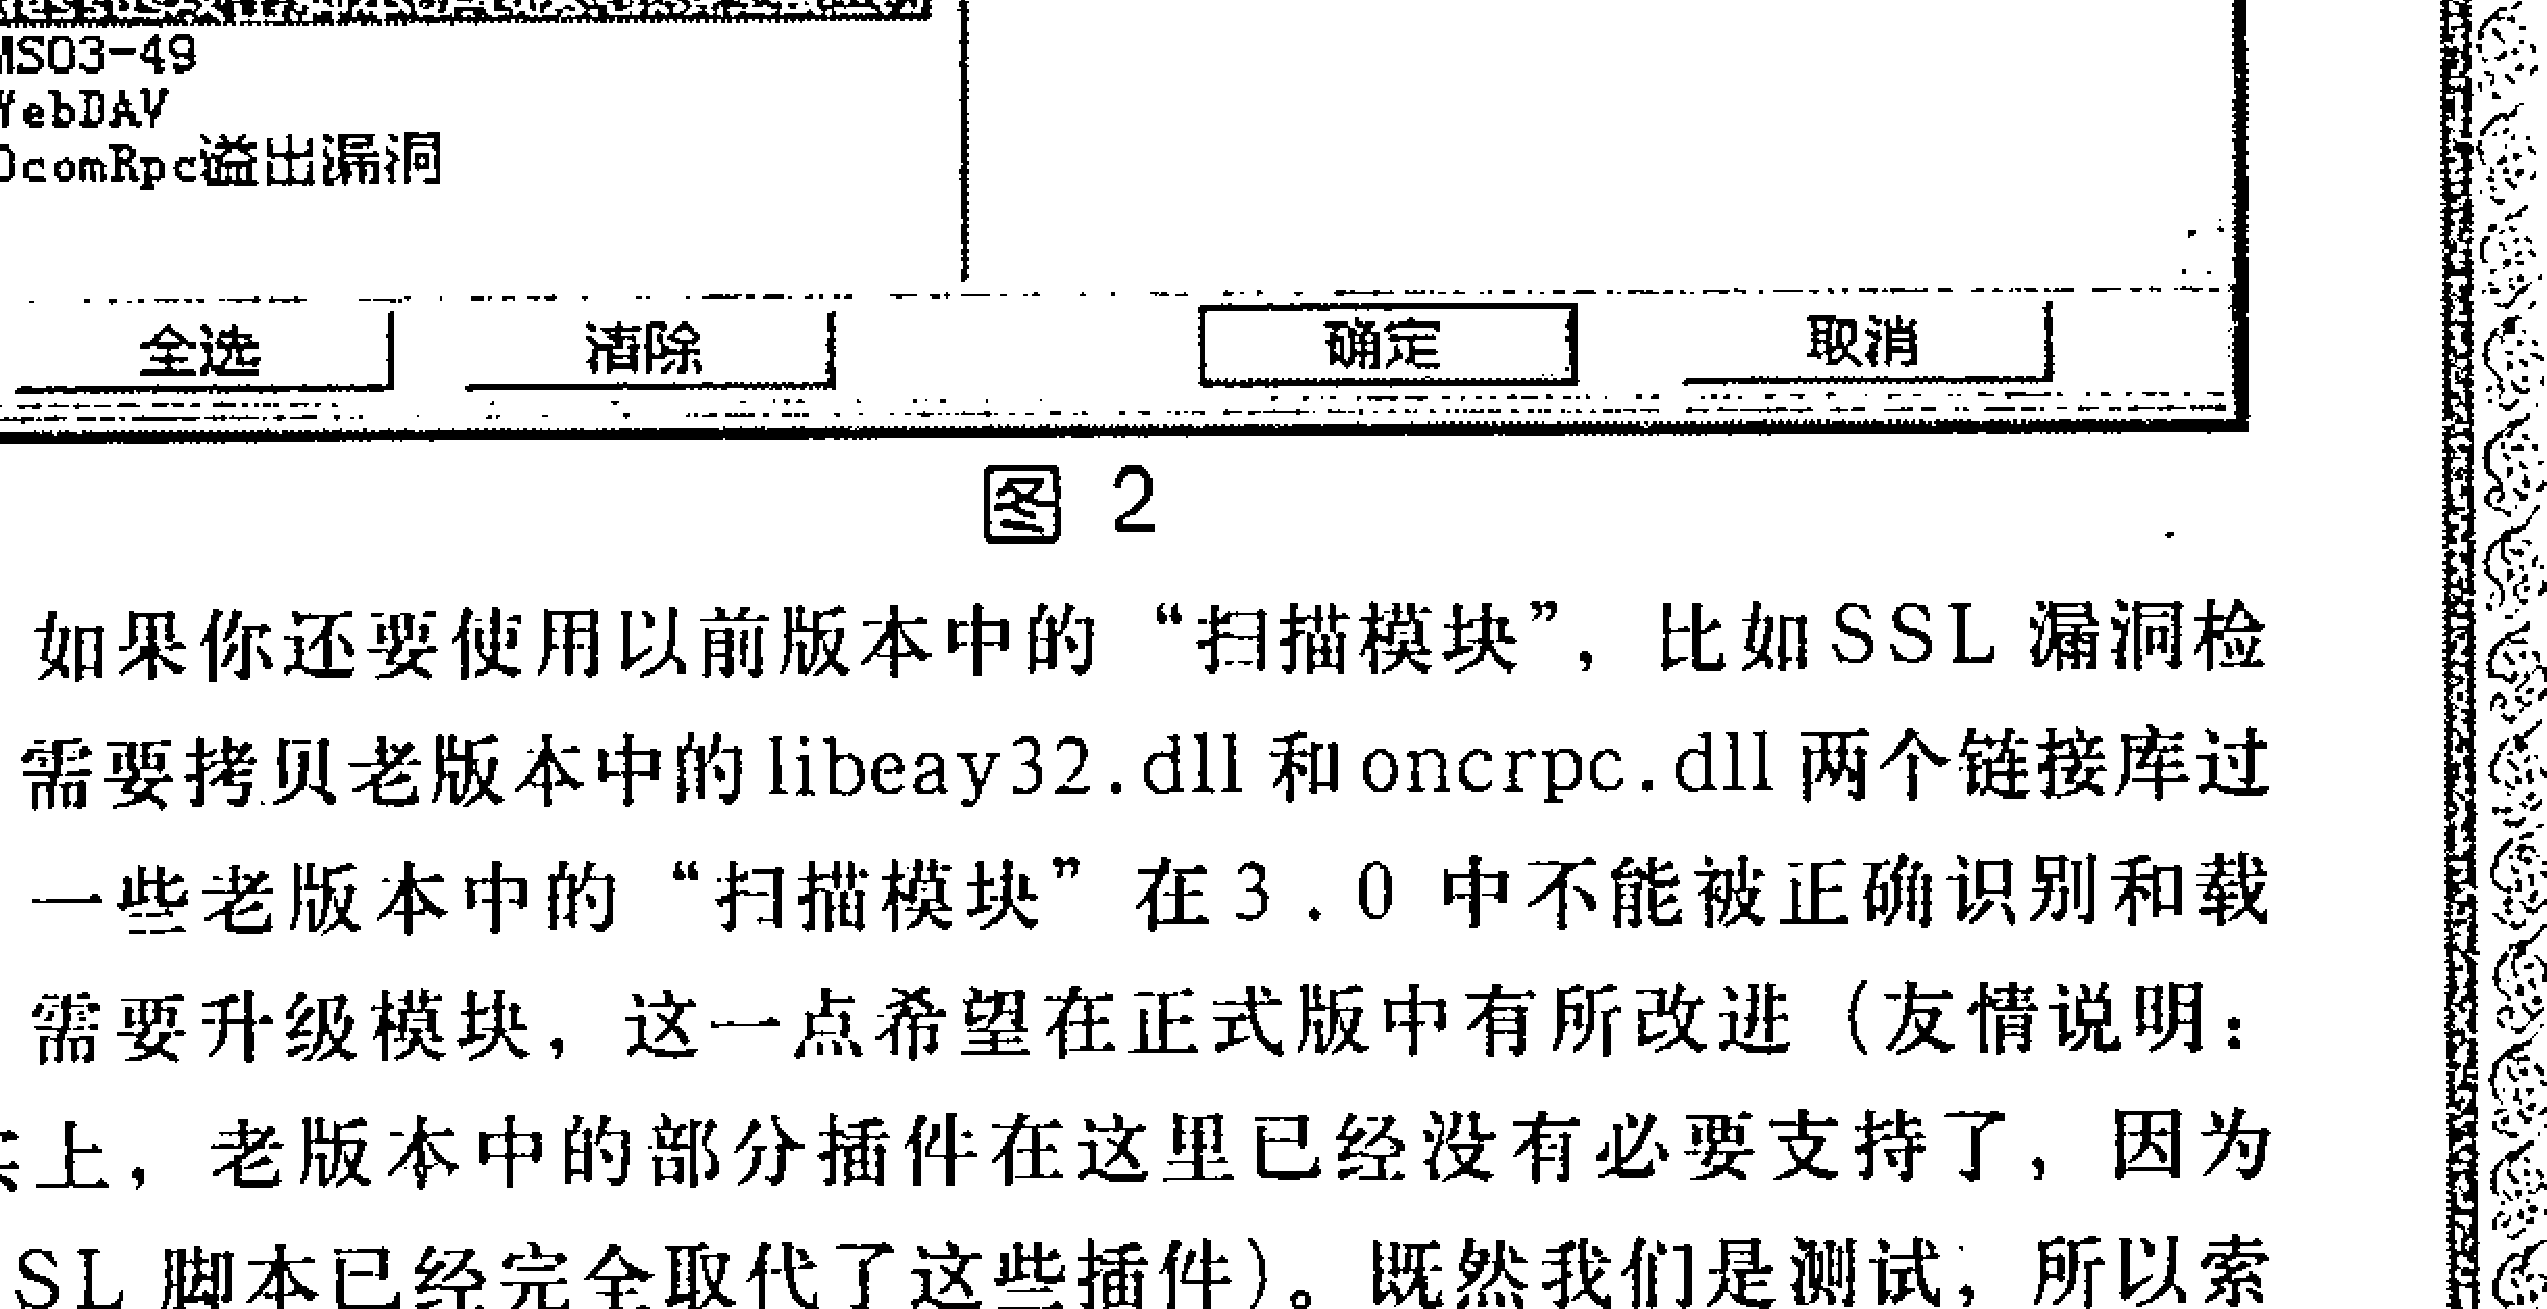 MS03-49
WebDAV
DcomRpc溢出漏洞
全选 清除 确定 取消
图 2
如果你还要使用以前版本中的“扫描模块”，比如SSL 漏洞检
需要拷贝老版本中的libeay32.dll 和oncrpc.dll 两个链接库过
一些老版本中的“扫描模块”在3.0 中不能被正确识别和载
需要升级模块，这一点希望在正式版中有所改进（友情说明：
上，老版本中的部分插件在这里已经没有必要支持了，因为
SL 脚本已经完全取代了这些插件）。既然我们是测试，所以索